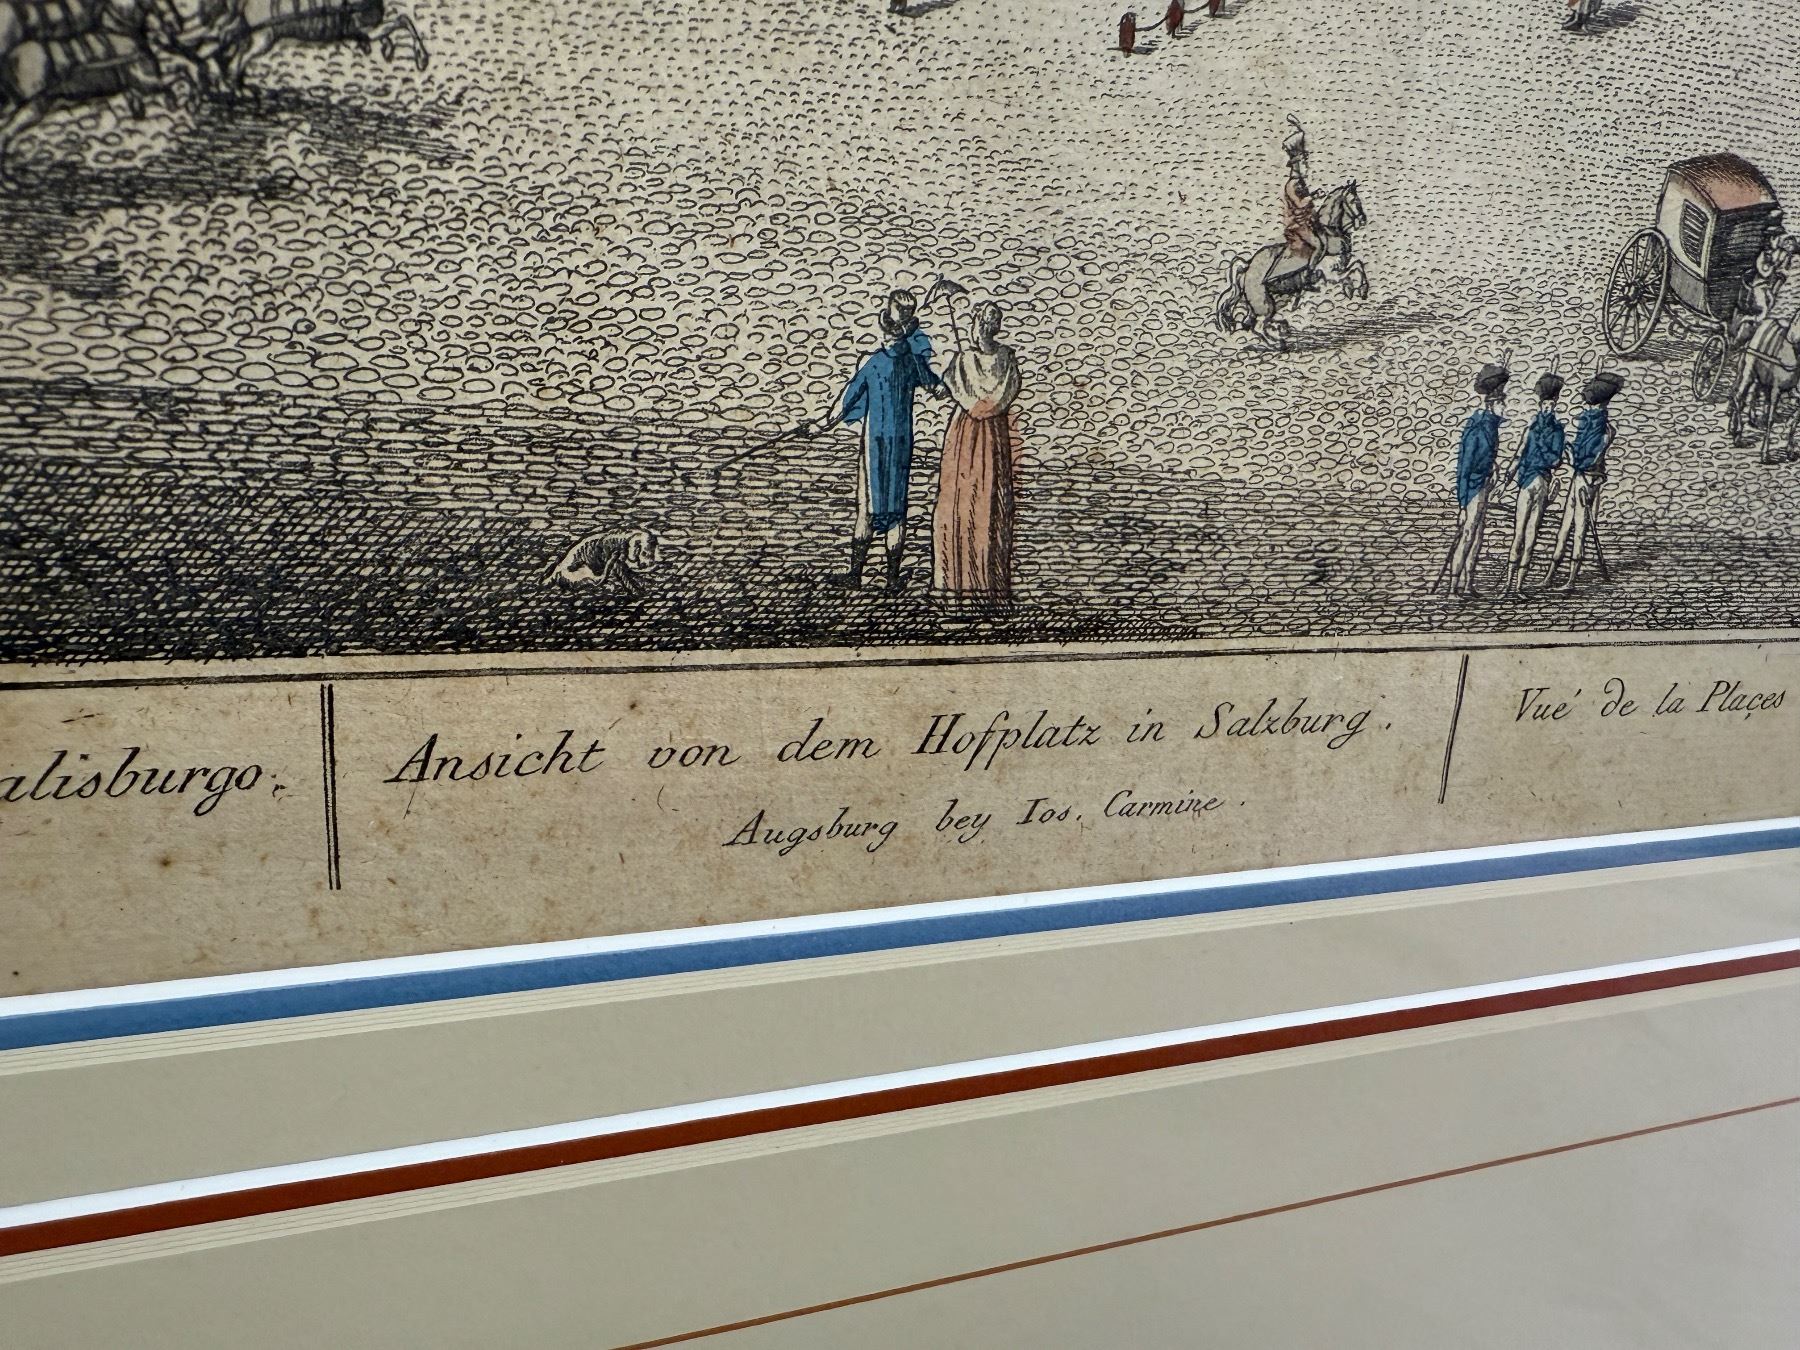 alisburgo.
Ansicht von dem Hofplatz in Salzburg.
Augsburg bey Ios. Carmine.
Vué de la Plaçes